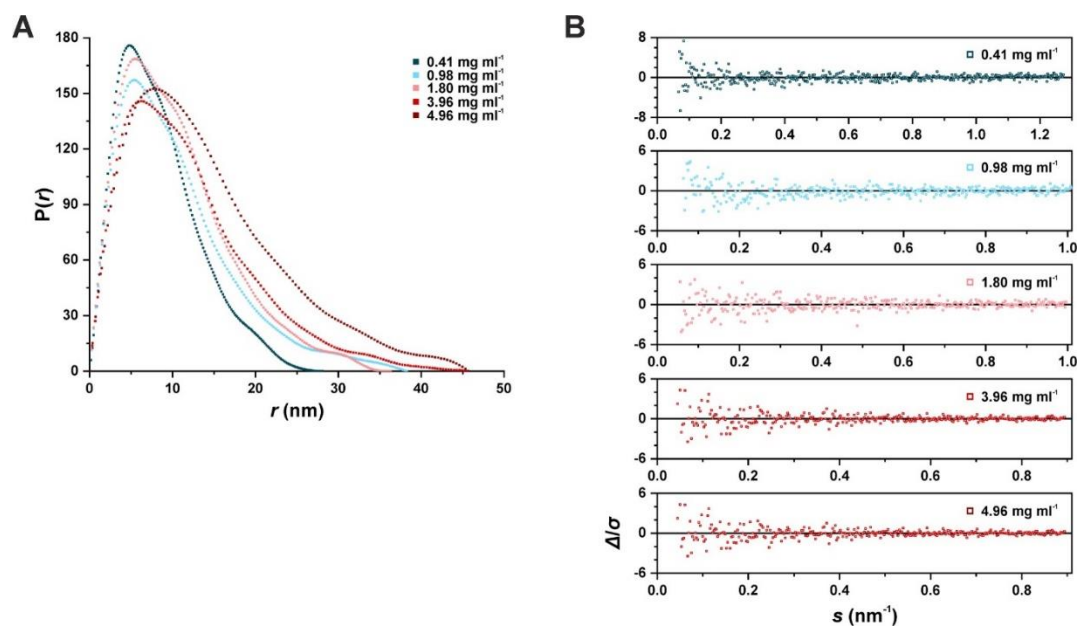 A
180
150
120
90
60
30
0
P(r)
0 10 20 30 40 50
r (nm)
0.41 mg ml⁻¹
0.98 mg ml⁻¹
1.80 mg ml⁻¹
3.96 mg ml⁻¹
4.96 mg ml⁻¹
B
8
0
-8
0.41 mg ml⁻¹
0.0 0.2 0.4 0.6 0.8 1.0 1.2
6
0
-6
0.98 mg ml⁻¹
0.0 0.2 0.4 0.6 0.8 1.0
6
0
-6
1.80 mg ml⁻¹
0.0 0.2 0.4 0.6 0.8 1.0
6
0
-6
3.96 mg ml⁻¹
0.0 0.2 0.4 0.6 0.8
6
0
-6
4.96 mg ml⁻¹
0.0 0.2 0.4 0.6 0.8
Δ/σ
s (nm⁻¹)